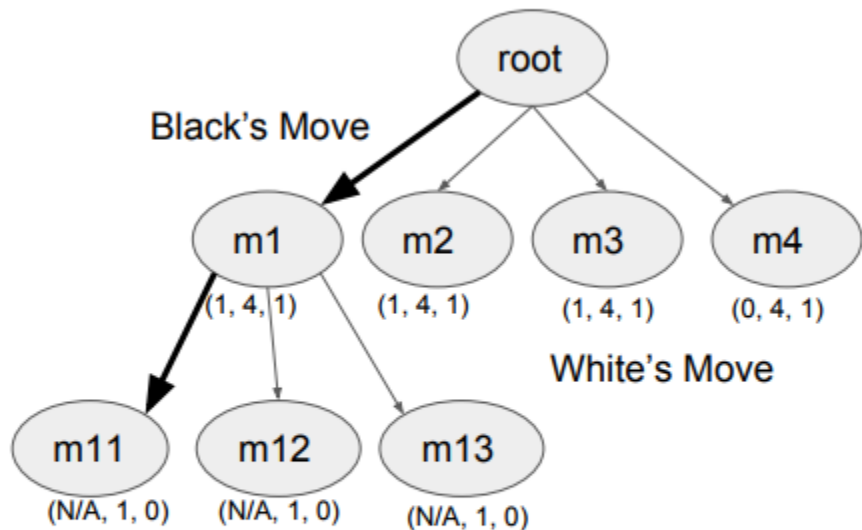 root
Black's Move
m1
m2
m3
m4
(1, 4, 1)
(1, 4, 1)
(1, 4, 1)
(0, 4, 1)
White's Move
m11
m12
m13
(N/A, 1, 0)
(N/A, 1, 0)
(N/A, 1, 0)